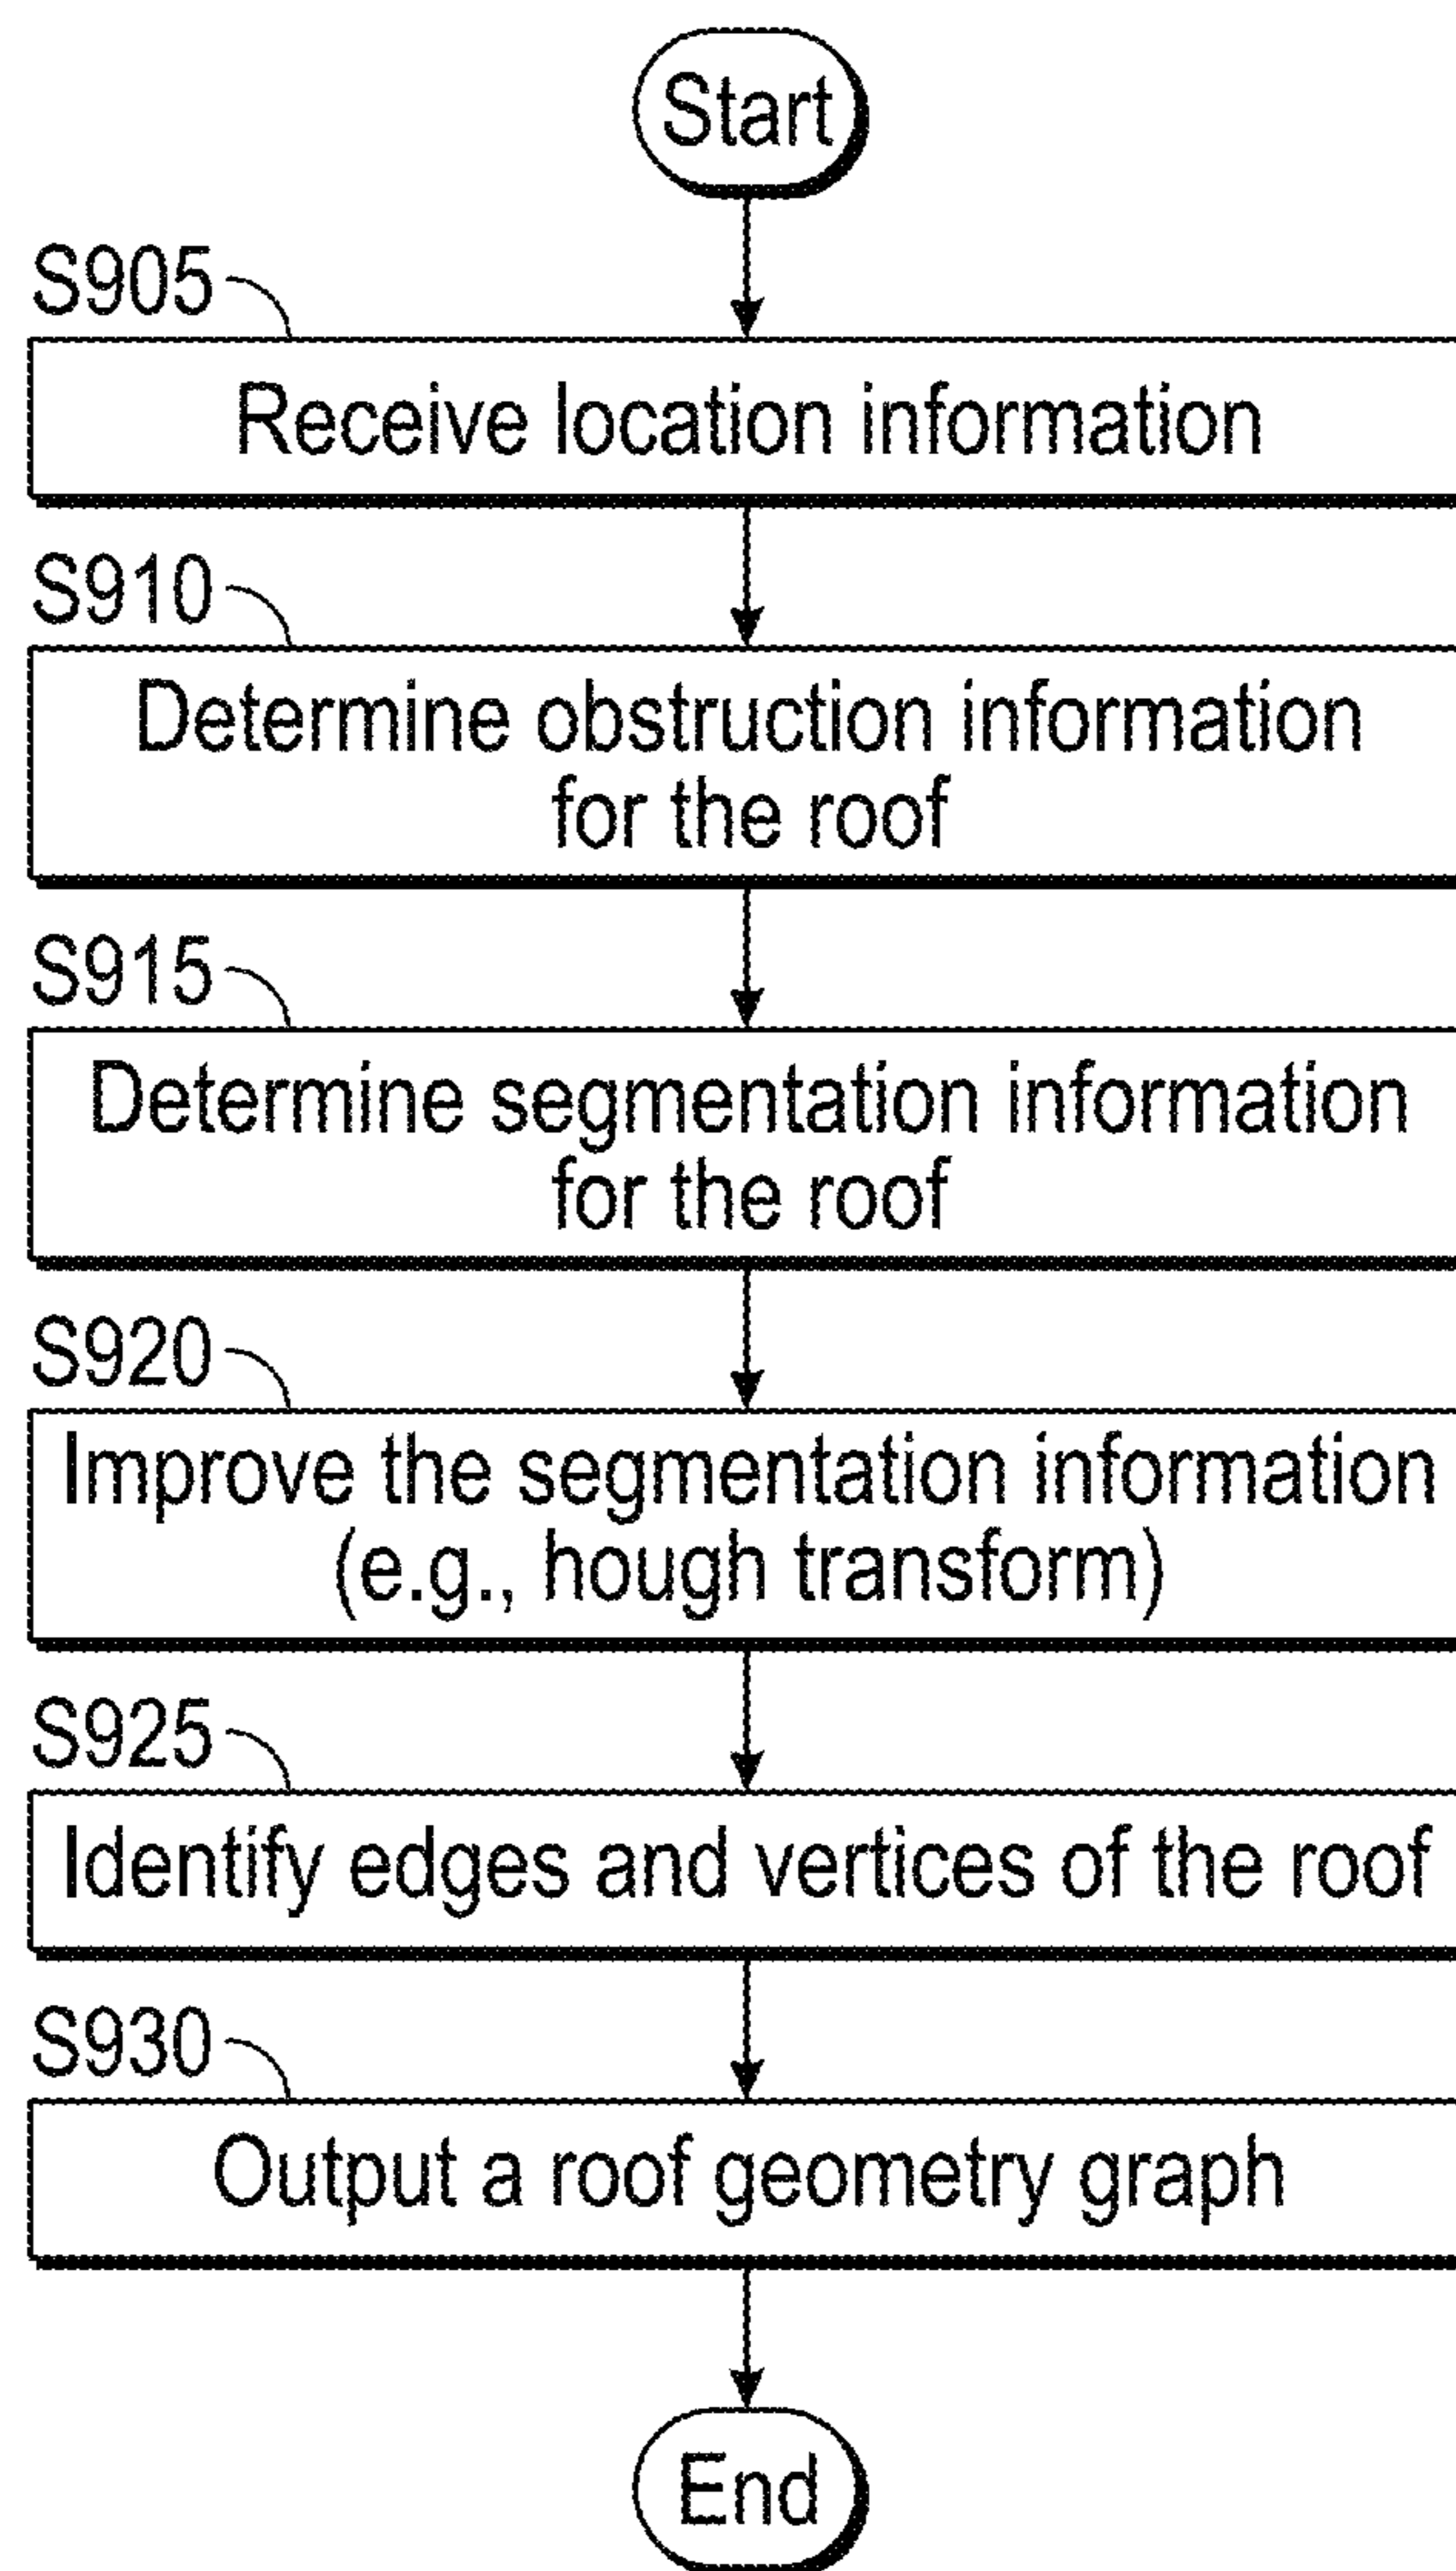 Start
S905
Receive location information
S910
Determine obstruction information
for the roof
S915
Determine segmentation information
for the roof
S920
Improve the segmentation information
(e.g., hough transform)
S925
Identify edges and vertices of the roof
S930
Output a roof geometry graph
End